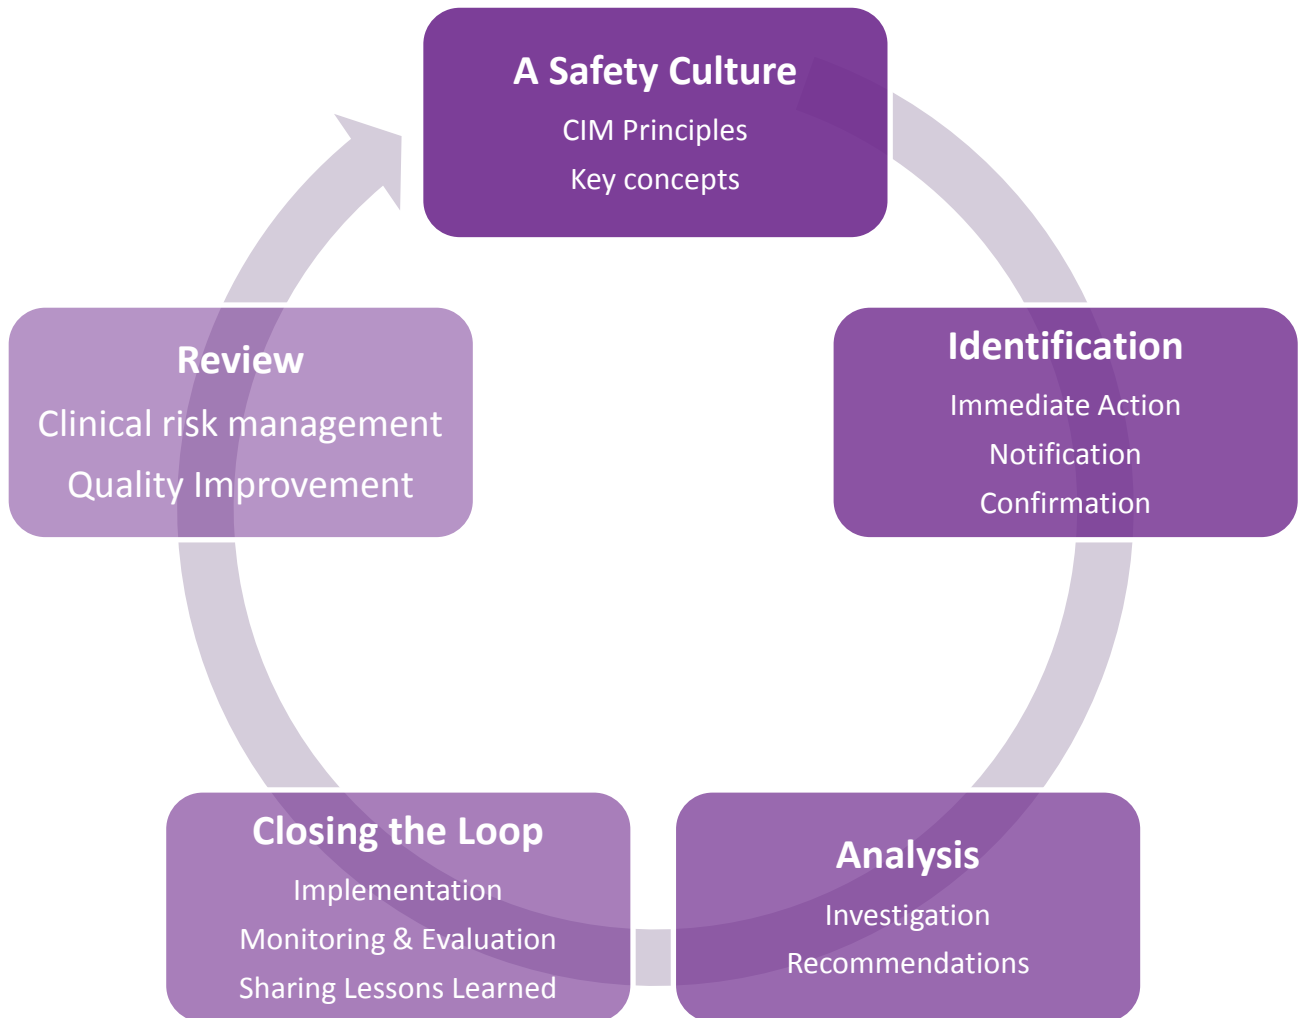 A Safety Culture
CIM Principles
Key concepts
Identification
Immediate Action
Notification
Confirmation
Analysis
Investigation
Recommendations
Closing the Loop
Implementation
Monitoring & Evaluation
Sharing Lessons Learned
Review
Clinical risk management
Quality Improvement